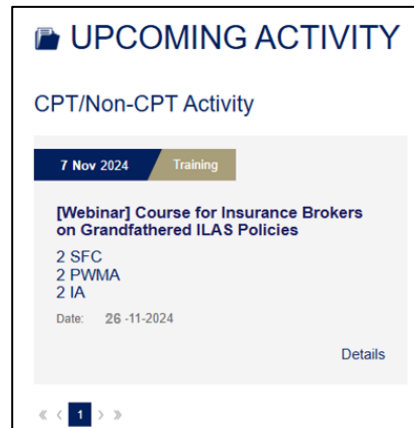 UPCOMING ACTIVITY
CPT/Non-CPT Activity
7 Nov 2024 Training
[Webinar] Course for Insurance Brokers
on Grandfathered ILAS Policies
2 SFC
2 PWMA
2 IA
Date: 26 -11-2024
Details
« ‹ 1 › »